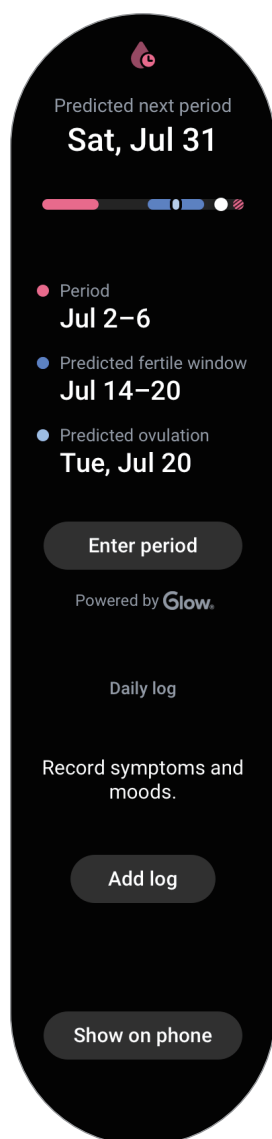 Predicted next period
Sat, Jul 31
Period
Jul 2–6
Predicted fertile window
Jul 14–20
Predicted ovulation
Tue, Jul 20
Enter period
Powered by Glow.
Daily log
Record symptoms and
moods.
Add log
Show on phone